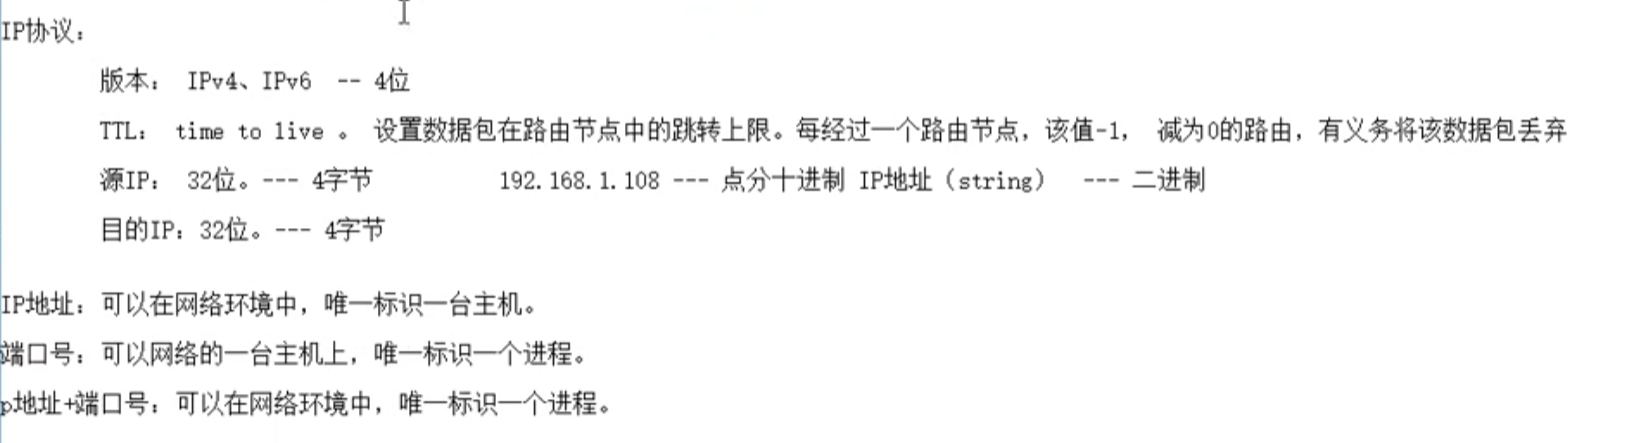 IP协议：
版本： IPv4、IPv6 -- 4位
TTL： time to live 。 设置数据包在路由节点中的跳转上限。每经过一个路由节点，该值-1， 减为0的路由，有义务将该数据包丢弃
源IP： 32位。--- 4字节 192.168.1.108 --- 点分十进制 IP地址（string） --- 二进制
目的IP：32位。--- 4字节
IP地址：可以在网络环境中，唯一标识一台主机。
端口号：可以网络的一台主机上，唯一标识一个进程。
p地址+端口号：可以在网络环境中，唯一标识一个进程。